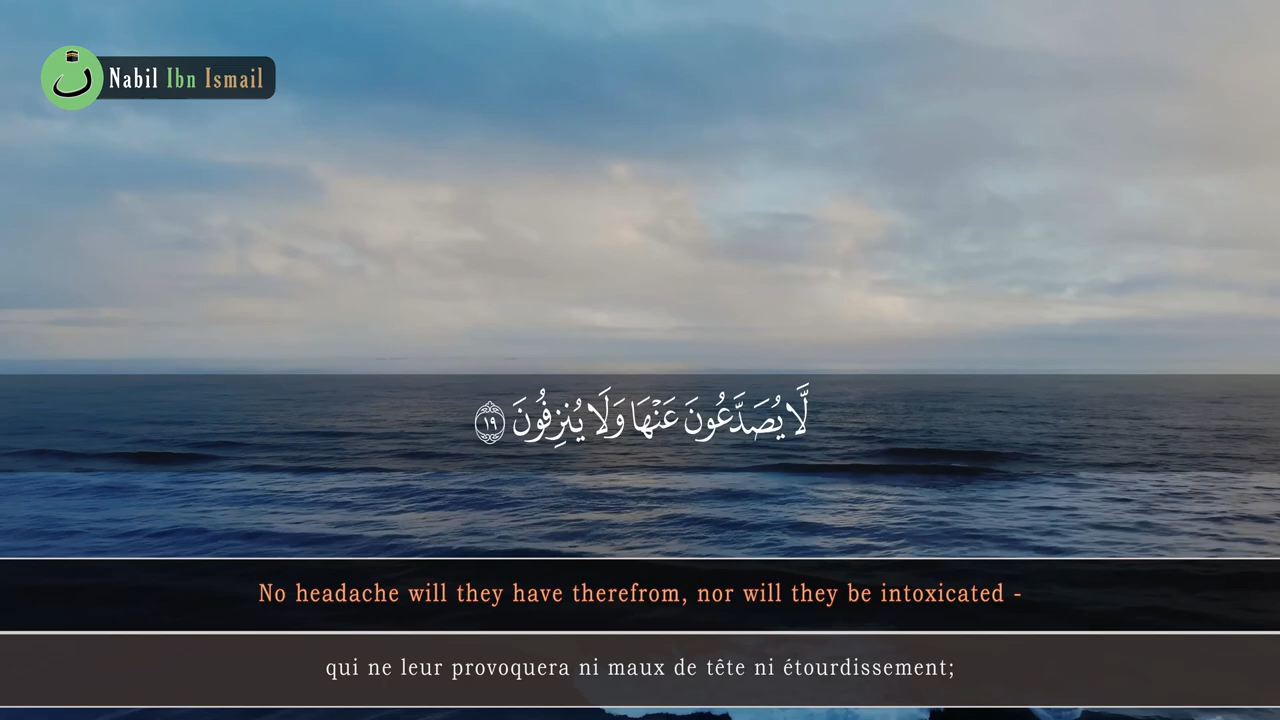 ن
Nabil Ibn Ismail
لَّا يُصَدَّعُونَ عَنْهَا وَلَا يُنزِفُونَ ١٩
No headache will they have therefrom, nor will they be intoxicated -
qui ne leur provoquera ni maux de tête ni étourdissement;